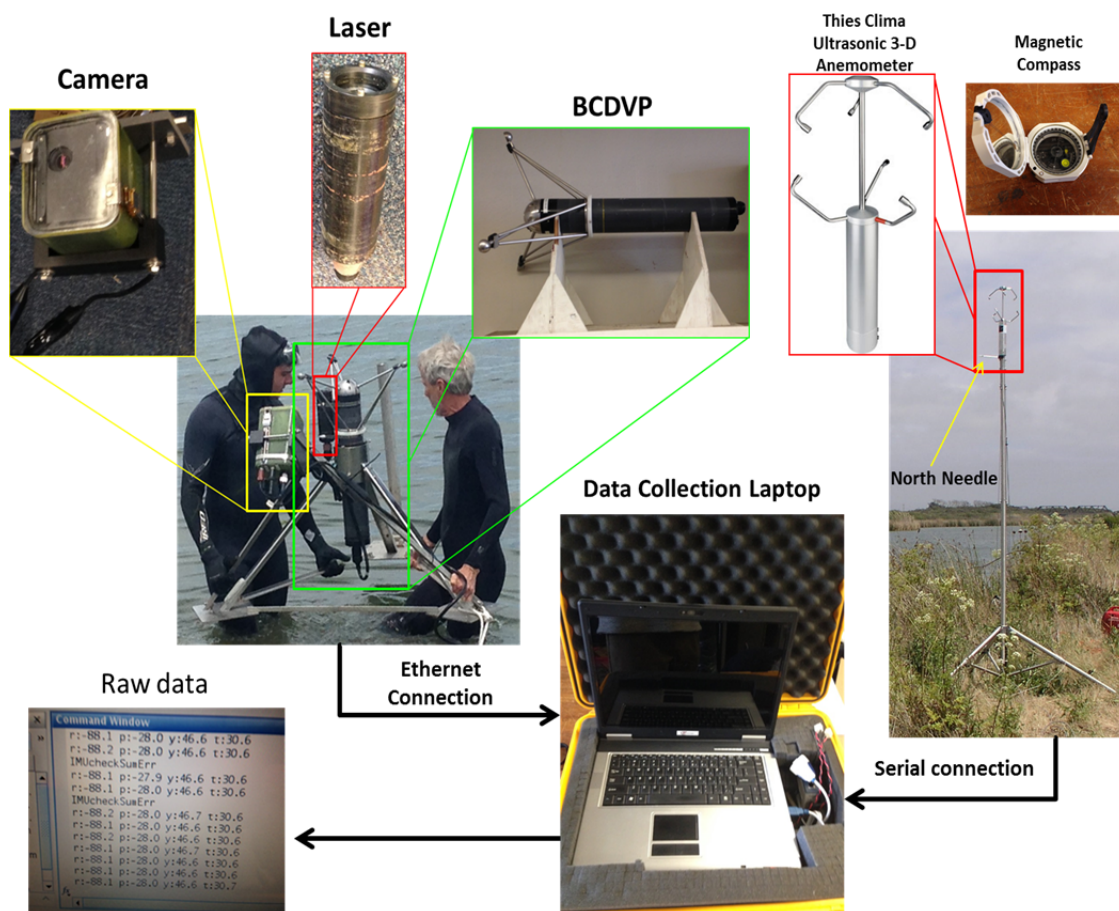 Laser
Thies Clima
Ultrasonic 3-D
Anemometer
Magnetic
Compass
Camera
BCDVP
North Needle
Data Collection Laptop
Ethernet
Connection
Serial connection
Raw data
Command Window
r:-88.1 p:-28.0 y:46.6 t:30.6
r:-88.2 p:-28.0 y:46.6 t:30.6
IMUcheckSumErr
r:-88.1 p:-27.9 y:46.6 t:30.6
r:-88.1 p:-28.0 y:46.6 t:30.6
IMUcheckSumErr
r:-88.2 p:-28.0 y:46.7 t:30.6
r:-88.1 p:-28.0 y:46.6 t:30.6
r:-88.2 p:-28.0 y:46.6 t:30.6
r:-88.1 p:-28.0 y:46.7 t:30.6
r:-88.1 p:-28.0 y:46.6 t:30.6
r:-88.1 p:-28.0 y:46.6 t:30.6
r:-88.1 p:-28.0 y:46.6 t:30.7